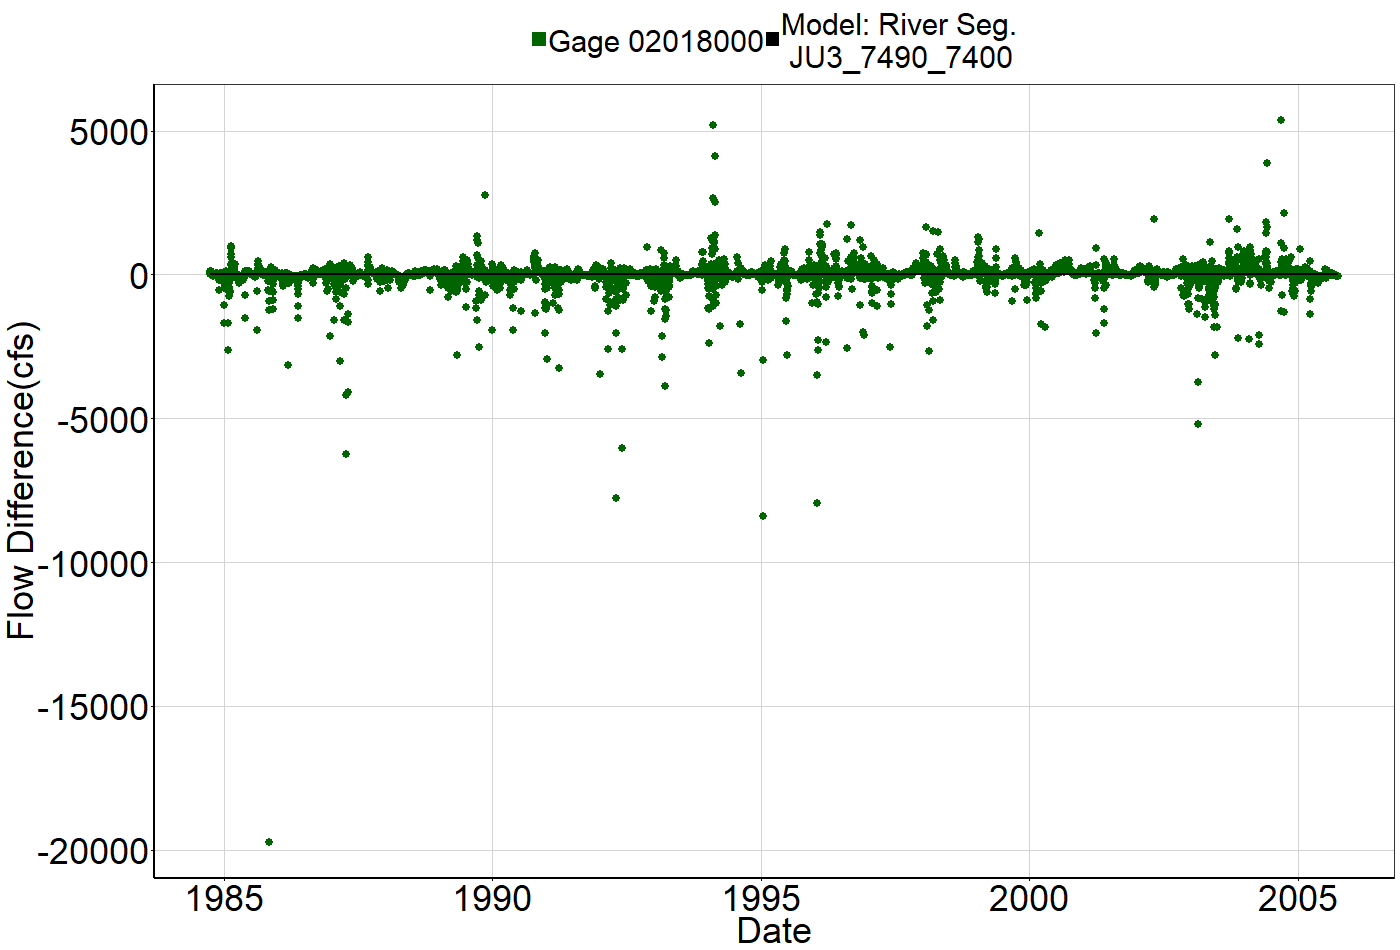 Gage 02018000
Model: River Seg.
JU3_7490_7400
Flow Difference(cfs)
5000
0
-5000
-10000
-15000
-20000
1985 1990 1995 2000 2005
Date